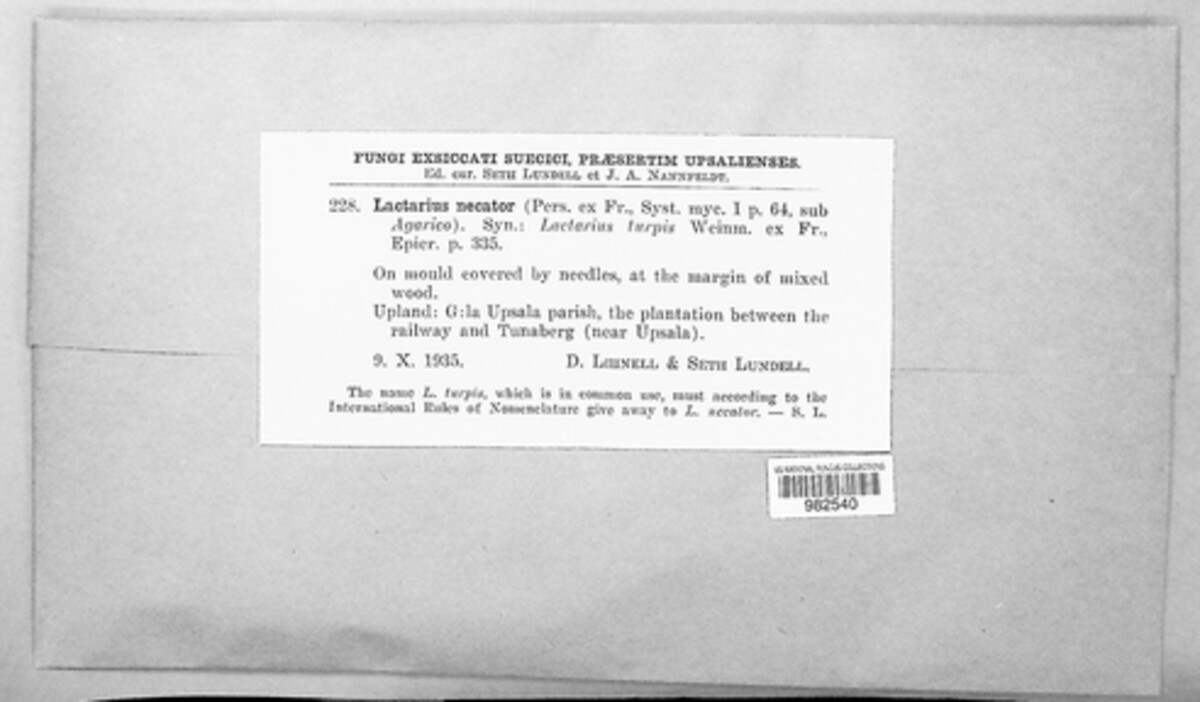 FUNGI EXSICCATI SUECICI, PRÆSERTIM UPSALIENSES.
Ed. cur. SETH LUNDELL et J. A. NANNFELDT.
228. Lactarius necator (Pers. ex Fr., Syst. myc. I p. 64, sub
Agarico). Syn.: Lactarius turpis Weinm. ex Fr.,
Epicr. p. 335.
On mould covered by needles, at the margin of mixed
wood.
Upland: G:la Upsala parish, the plantation between the
railway and Tunaberg (near Upsala).
9. X. 1935. D. LIHNELL & SETH LUNDELL.
The name L. turpis, which is in common use, must according to the
International Rules of Nomenclature give away to L. necator. — S. L.
US NATIONAL FUNGUS COLLECTIONS
982540